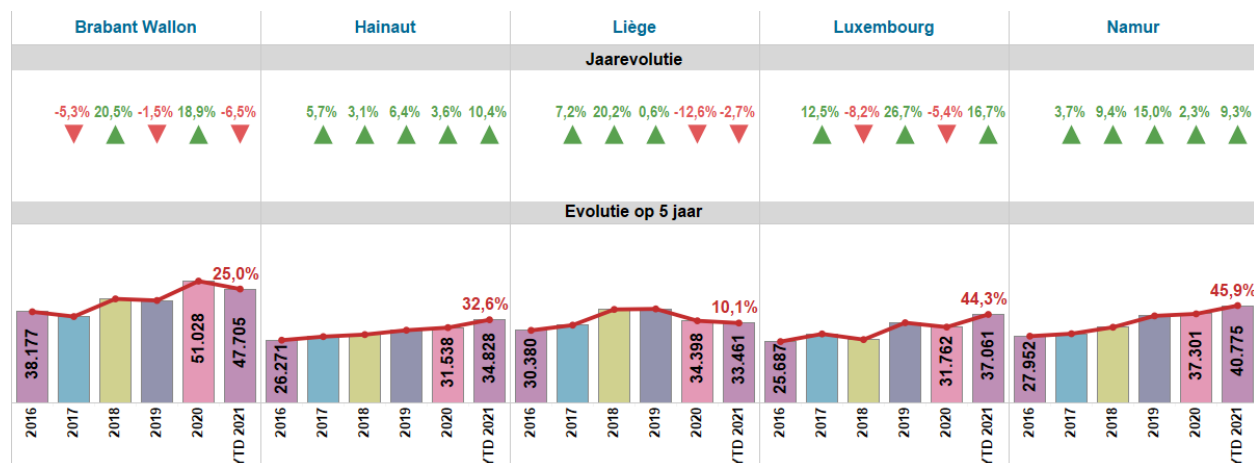 Brabant Wallon Hainaut Liège Luxembourg Namur
Jaarevolutie
-5,3% 20,5% -1,5% 18,9% -6,5% 5,7% 3,1% 6,4% 3,6% 10,4% 7,2% 20,2% 0,6% -12,6% -2,7% 12,5% -8,2% 26,7% -5,4% 16,7% 3,7% 9,4% 15,0% 2,3% 9,3%
Evolutie op 5 jaar
25,0% 32,6% 10,1% 44,3% 45,9%
38.177 51.028 47.705 26.271 31.538 34.828 30.380 34.398 33.461 25.687 31.762 37.061 27.952 37.301 40.775
2016 2017 2018 2019 2020 YTD 2021 2016 2017 2018 2019 2020 YTD 2021 2016 2017 2018 2019 2020 YTD 2021 2016 2017 2018 2019 2020 YTD 2021 2016 2017 2018 2019 2020 YTD 2021